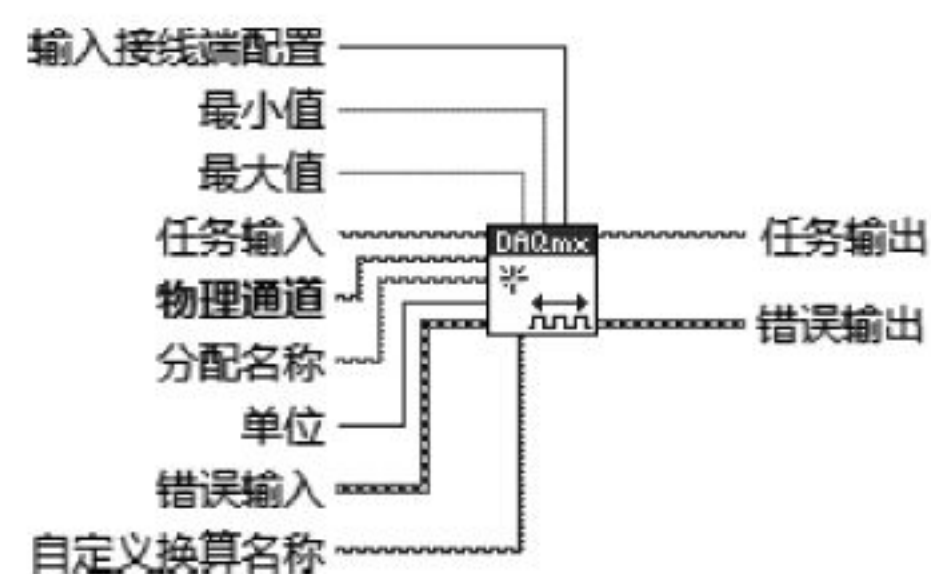 输入接线端配置
最小值
最大值
任务输入
DAQmx
任务输出
物理通道
错误输出
分配名称
单位
错误输入
自定义换算名称